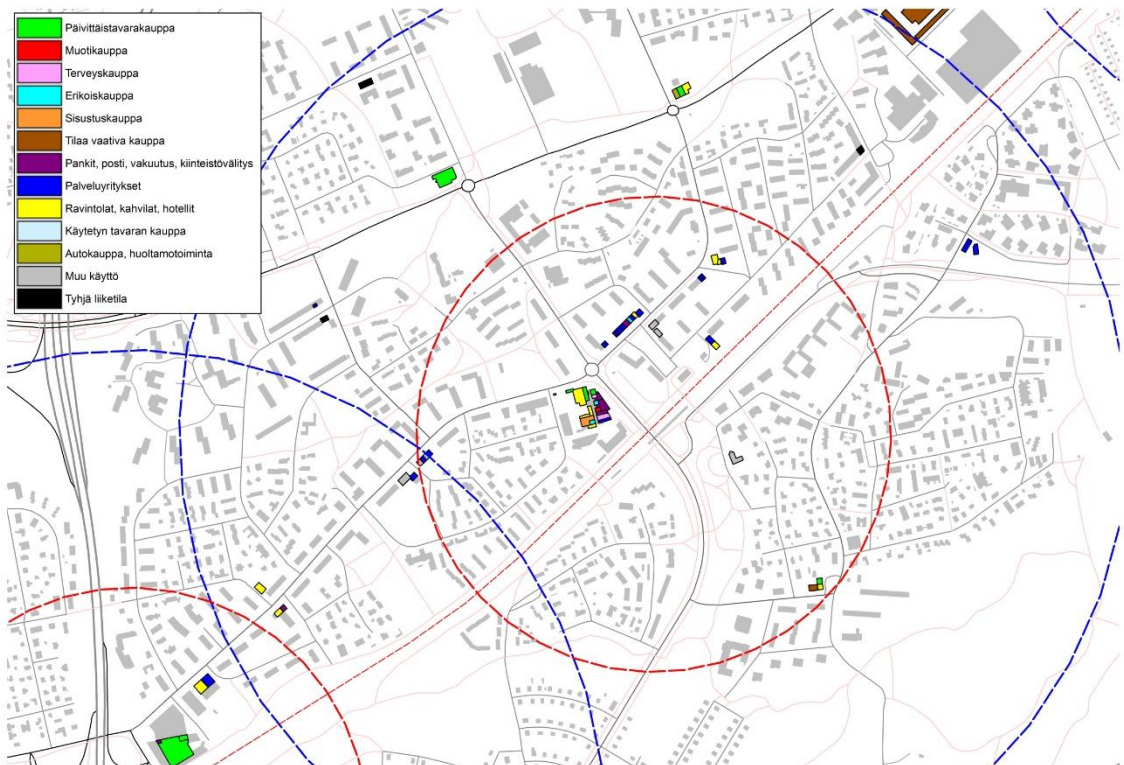 Päivittäistavarakauppa
Muotikauppa
Terveyskauppa
Erikoiskauppa
Sisustuskauppa
Tilaa vaativa kauppa
Pankit, posti, vakuutus, kiinteistövälitys
Palveluyritykset
Ravintolat, kahvilat, hotellit
Käytetyn tavaran kauppa
Autokauppa, huoltamotoiminta
Muu käyttö
Tyhjä liiketila